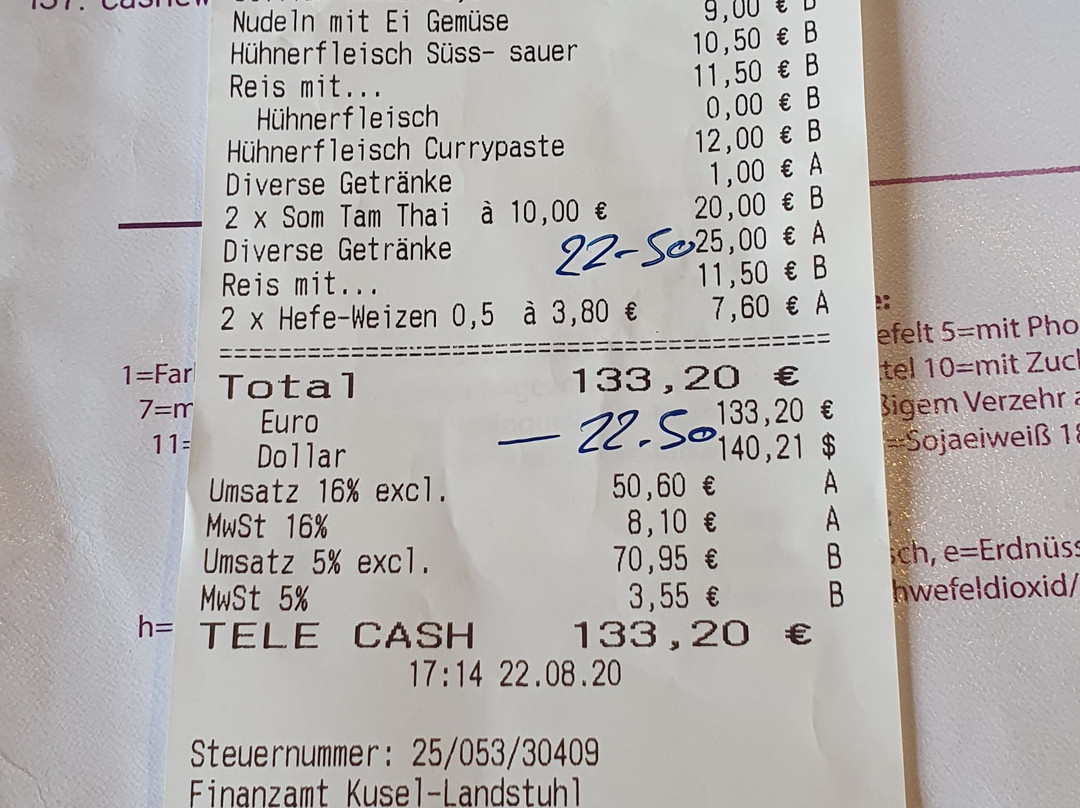 137. Cashew
9,00 € B
Nudeln mit Ei Gemüse 10,50 € B
Hühnerfleisch Süss- sauer 11,50 € B
Reis mit... 0,00 € B
Hühnerfleisch 12,00 € B
Hühnerfleisch Currypaste 1,00 € A
Diverse Getränke 20,00 € B
2 x Som Tam Thai à 10,00 € 25,00 € A
22-50
Diverse Getränke 11,50 € B
Reis mit... 7,60 € A
2 x Hefe-Weizen 0,5 à 3,80 €
Total 133,20 €
Euro 133,20 €
- 22.50
Dollar 140,21 $
Umsatz 16% excl. 50,60 € A
MwSt 16% 8,10 € A
Umsatz 5% excl. 70,95 € B
MwSt 5% 3,55 € B
TELE CASH 133,20 €
17:14 22.08.20
Steuernummer: 25/053/30409
Finanzamt Kusel-Landstuhl
1=Far
7=m
11=
h=
e:
efelt 5=mit Pho
tel 10=mit Zuc
ßigem Verzehr a
=Sojaeiweiß 18
sch, e=Erdnüss
hwefeldioxid/